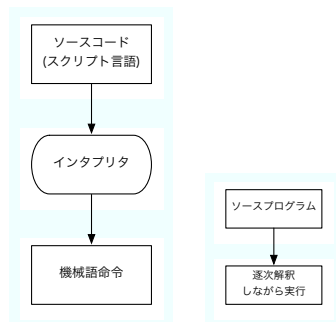 ソースコード
(スクリプト言語)
インタプリタ
機械語命令
ソースプログラム
逐次解釈
しながら実行